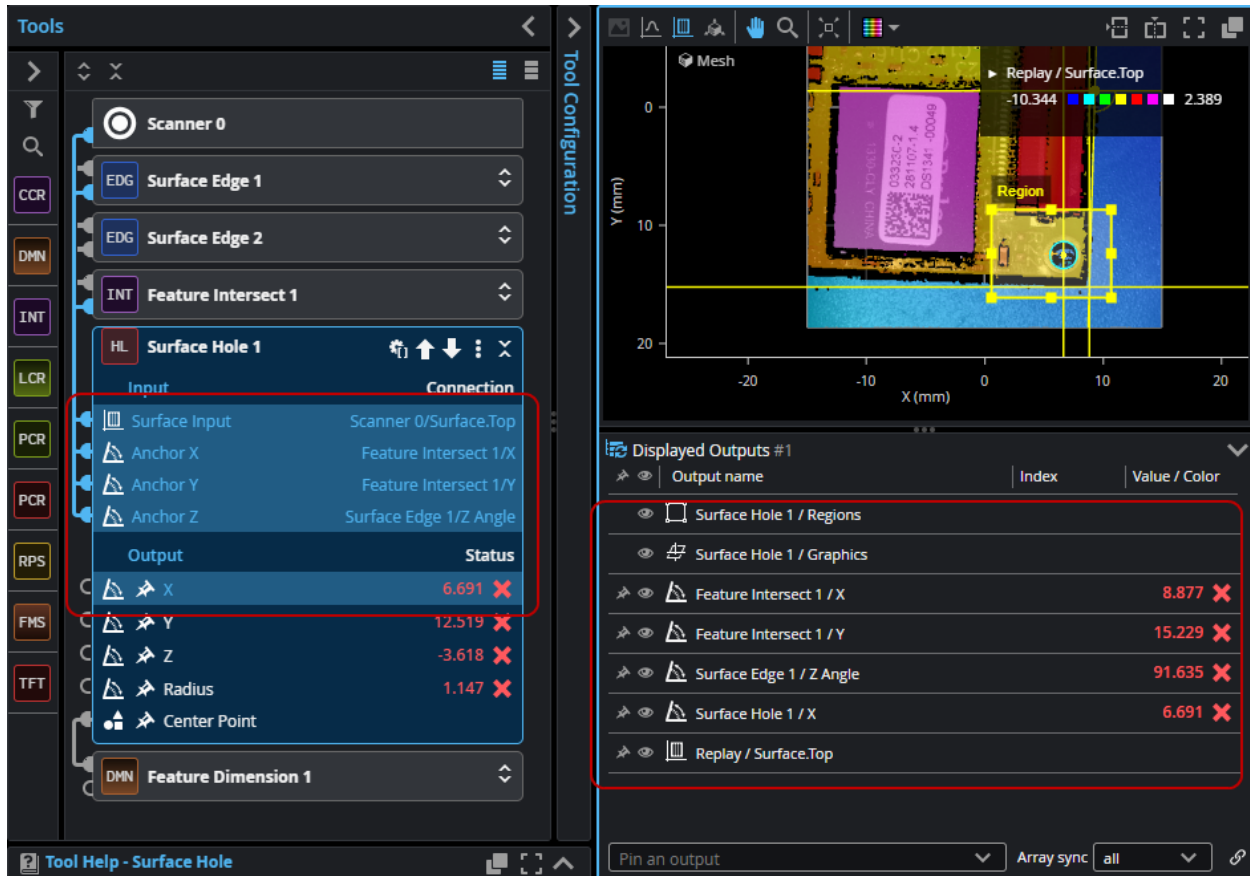 Tools
Tool Configuration
Scanner 0
EDG Surface Edge 1
EDG Surface Edge 2
INT Feature Intersect 1
HL Surface Hole 1
Input Connection
Surface Input Scanner 0/Surface.Top
Anchor X Feature Intersect 1/X
Anchor Y Feature Intersect 1/Y
Anchor Z Surface Edge 1/Z Angle
Output Status
X 6.691
Y 12.519
Z -3.618
Radius 1.147
Center Point
DMN Feature Dimension 1
CCR
DMN
INT
LCR
PCR
PCR
RPS
FMS
TFT
Tool Help - Surface Hole
Mesh
Replay / Surface.Top
-10.344 2.389
Region
03323C-2
281107-1.4
DS1341 -00049
0
10
20
Y (mm)
-20 -10 0 10 20
X (mm)
Displayed Outputs #1
Output name Index Value / Color
Surface Hole 1 / Regions
Surface Hole 1 / Graphics
Feature Intersect 1 / X 8.877
Feature Intersect 1 / Y 15.229
Surface Edge 1 / Z Angle 91.635
Surface Hole 1 / X 6.691
Replay / Surface.Top
Pin an output Array sync all